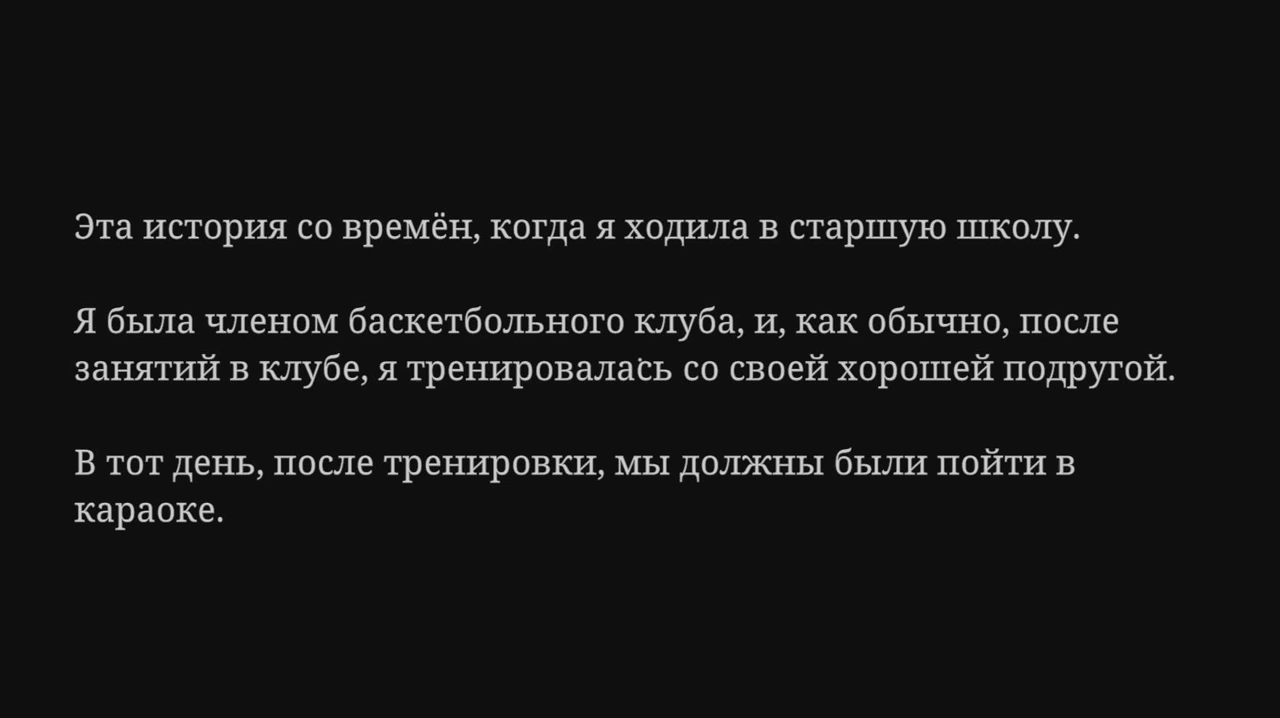 Эта история со времён, когда я ходила в старшую школу.
Я была членом баскетбольного клуба, и, как обычно, после
занятий в клубе, я тренировалась со своей хорошей подругой.
В тот день, после тренировки, мы должны были пойти в
караоке.